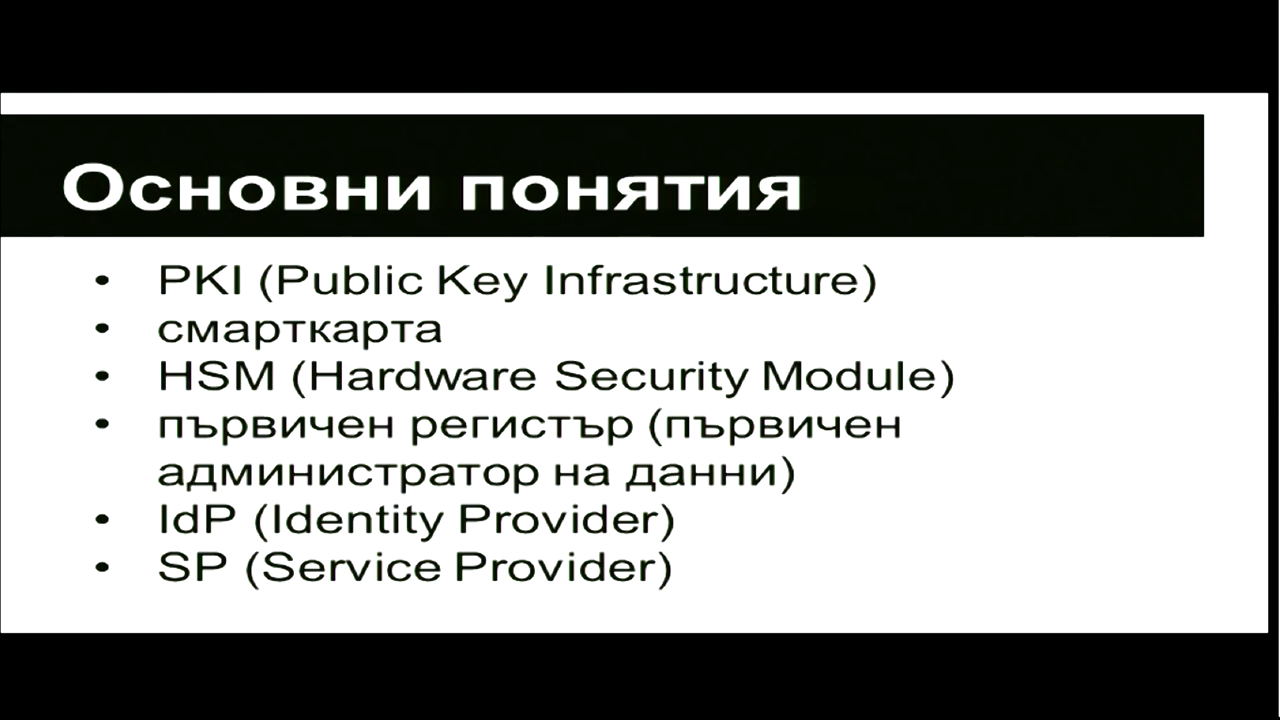 Основни понятия
• PKI (Public Key Infrastructure)
• смарткарта
• HSM (Hardware Security Module)
• първичен регистър (първичен
администратор на данни)
• IdP (Identity Provider)
• SP (Service Provider)